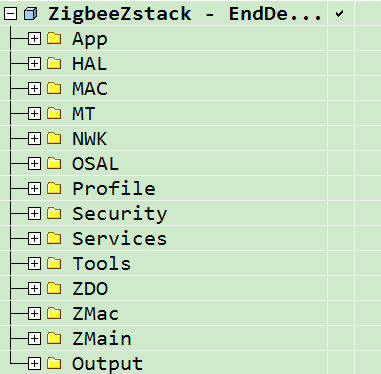 ZigbeeZstack - EndDe...
App
HAL
MAC
MT
NWK
OSAL
Profile
Security
Services
Tools
ZDO
ZMac
ZMain
Output